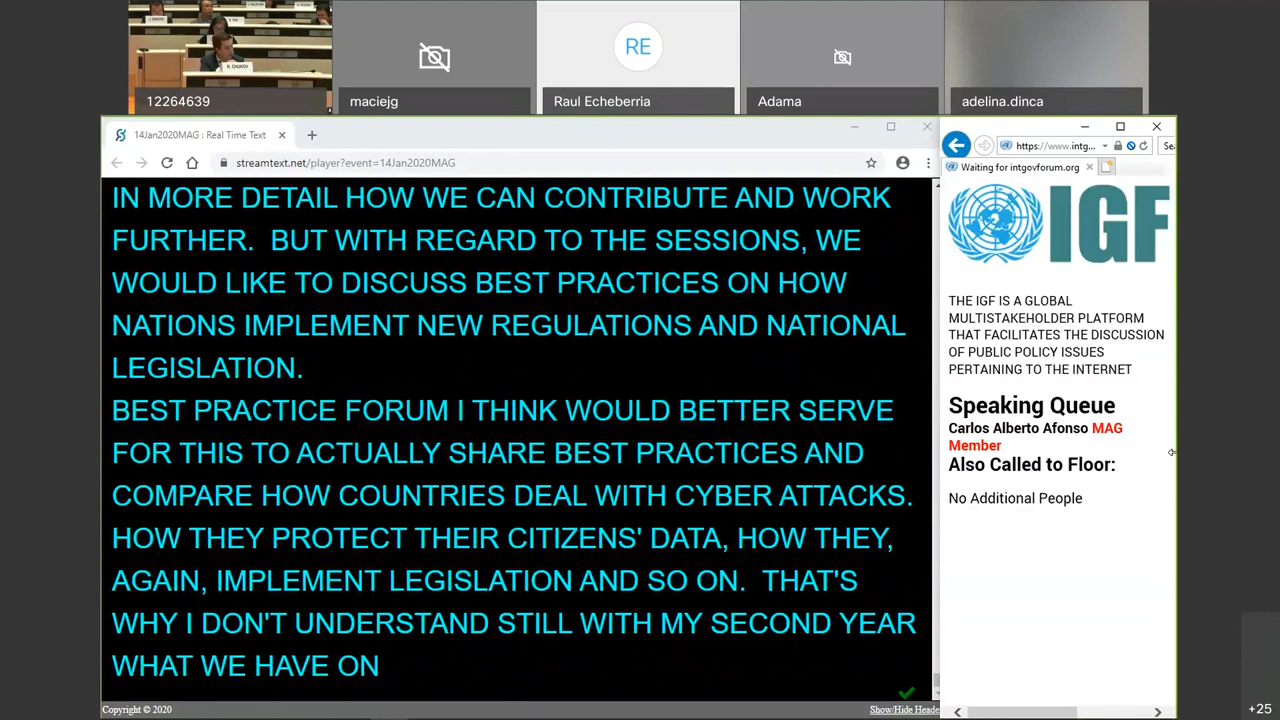 R. CHUKOV
12264639
maciejg
RE
Raul Echeberria
Adama
adelina.dinca
14Jan2020MAG : Real Time Text
streamtext.net/player?event=14Jan2020MAG
IN MORE DETAIL HOW WE CAN CONTRIBUTE AND WORK
FURTHER.  BUT WITH REGARD TO THE SESSIONS, WE
WOULD LIKE TO DISCUSS BEST PRACTICES ON HOW
NATIONS IMPLEMENT NEW REGULATIONS AND NATIONAL
LEGISLATION.
BEST PRACTICE FORUM I THINK WOULD BETTER SERVE
FOR THIS TO ACTUALLY SHARE BEST PRACTICES AND
COMPARE HOW COUNTRIES DEAL WITH CYBER ATTACKS.
HOW THEY PROTECT THEIR CITIZENS' DATA, HOW THEY,
AGAIN, IMPLEMENT LEGISLATION AND SO ON.  THAT'S
WHY I DON'T UNDERSTAND STILL WITH MY SECOND YEAR
WHAT WE HAVE ON
Copyright © 2020
Show/Hide Heade
https://www.intg...
Sea
Waiting for intgovforum.org
IGF
THE IGF IS A GLOBAL
MULTISTAKEHOLDER PLATFORM
THAT FACILITATES THE DISCUSSION
OF PUBLIC POLICY ISSUES
PERTAINING TO THE INTERNET
Speaking Queue
Carlos Alberto Afonso MAG
Member
Also Called to Floor:
No Additional People
+25